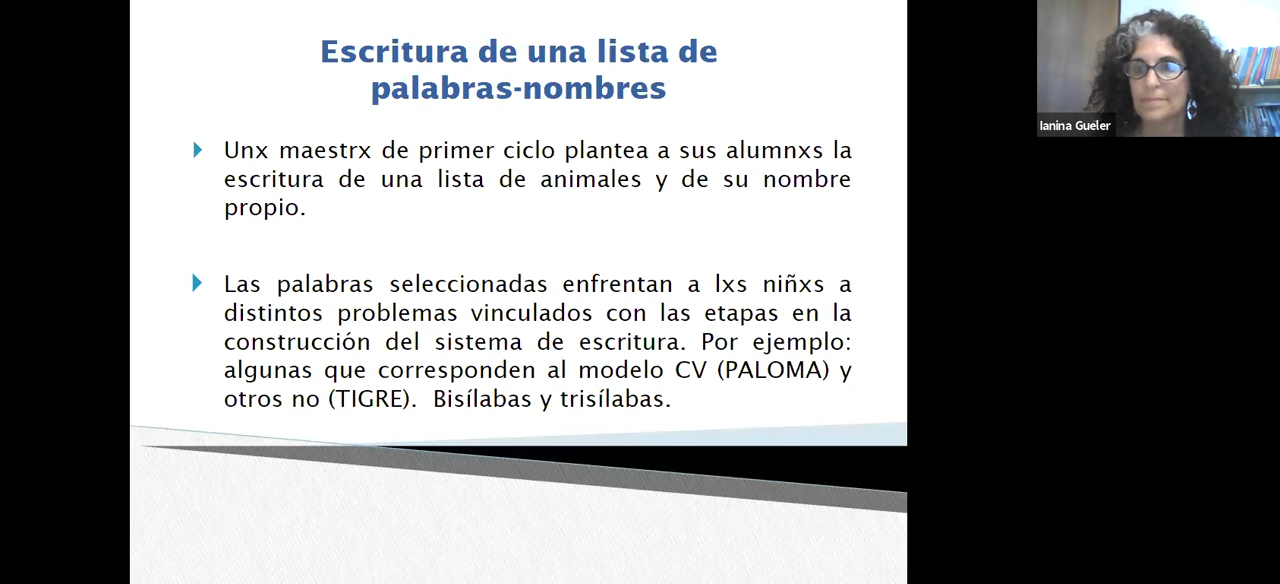 Escritura de una lista de
palabras-nombres
Unx maestrx de primer ciclo plantea a sus alumnxs la
escritura de una lista de animales y de su nombre
propio.
Las palabras seleccionadas enfrentan a lxs niñxs a
distintos problemas vinculados con las etapas en la
construcción del sistema de escritura. Por ejemplo:
algunas que corresponden al modelo CV (PALOMA) y
otros no (TIGRE). Bisílabas y trisílabas.
Ianina Gueler